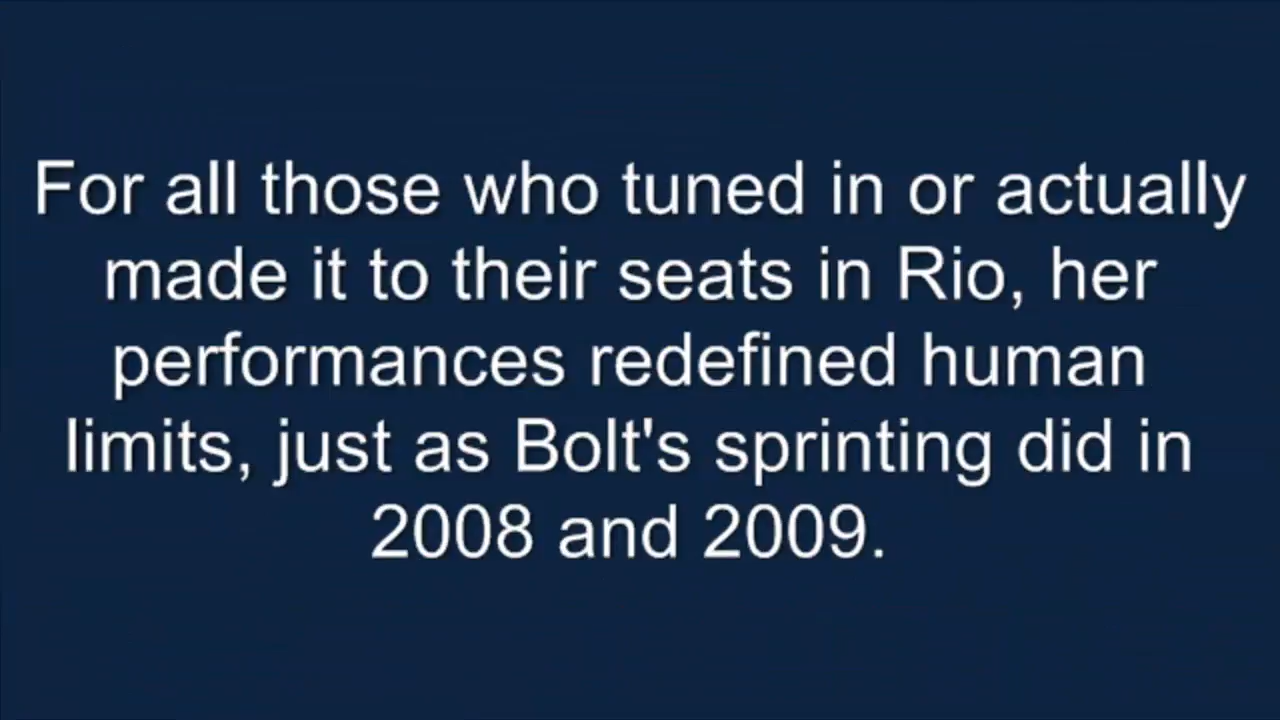 For all those who tuned in or actually
made it to their seats in Rio, her
performances redefined human
limits, just as Bolt's sprinting did in
2008 and 2009.